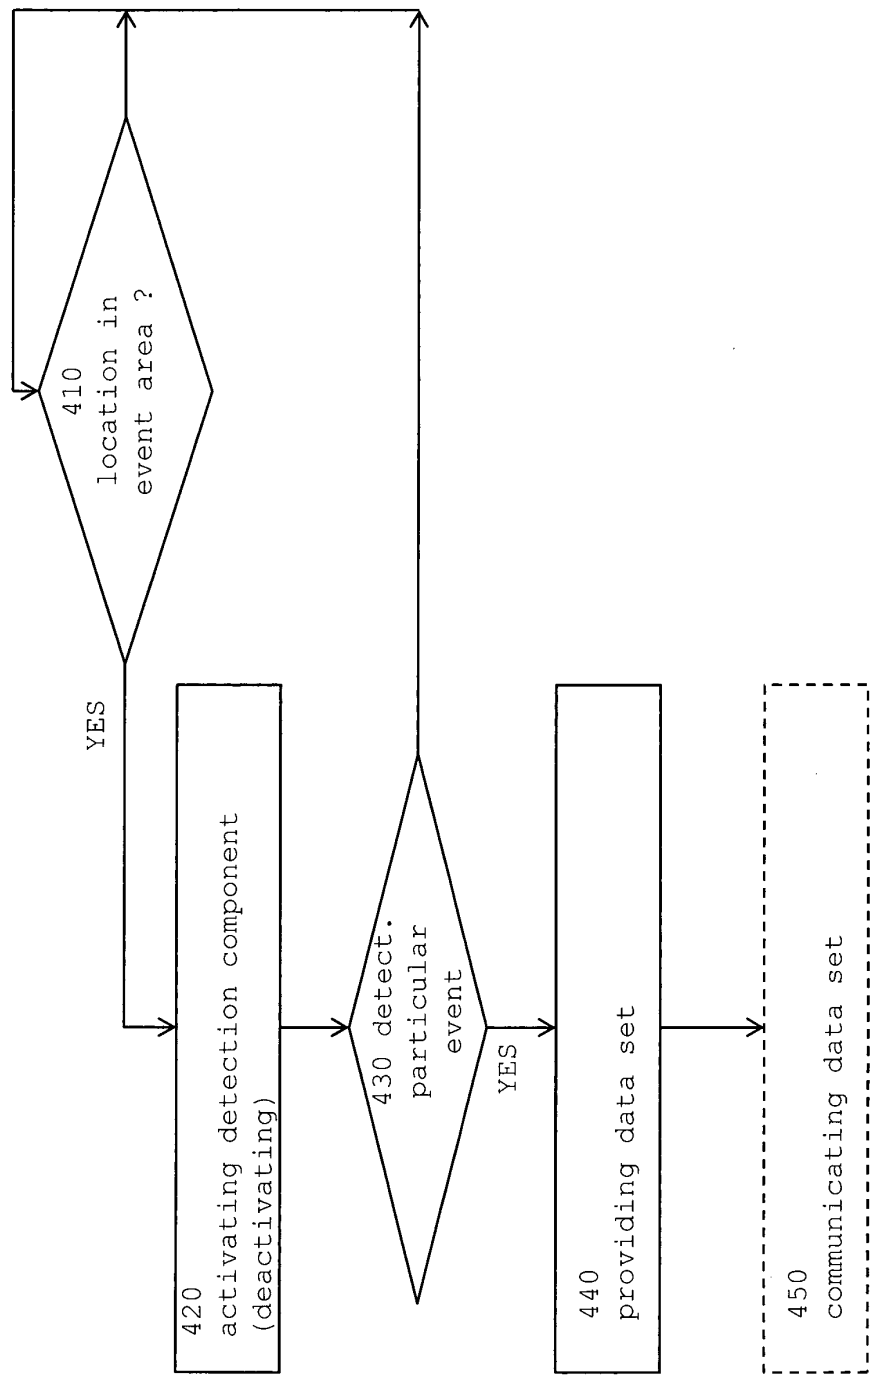 410
location in
event area ?
YES
420
activating detection component
(deactivating)
430 detect.
particular
event
YES
440
providing data set
450
communicating data set